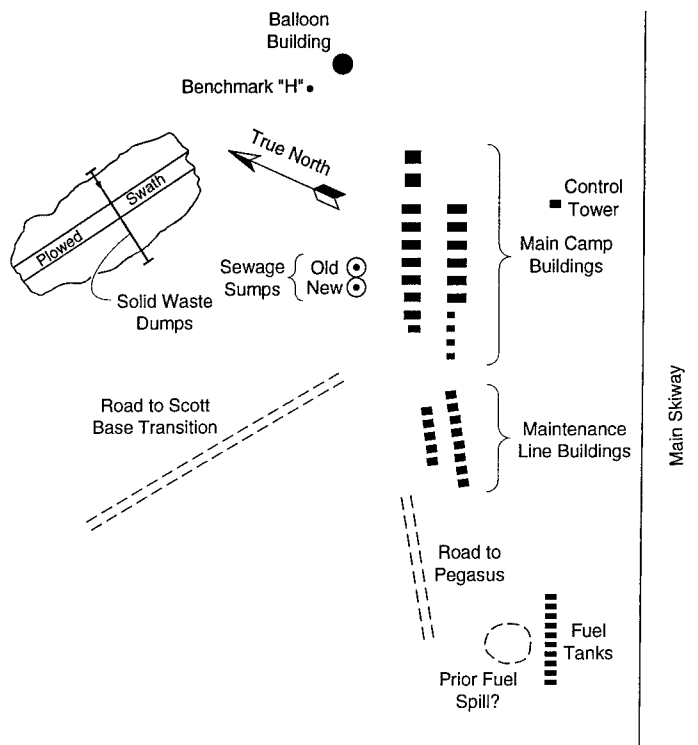 Balloon
Building
Benchmark "H"
True North
Plowed
Swath
Control
Tower
Main Camp
Buildings
Sewage
Sumps
Old
New
Solid Waste
Dumps
Road to Scott
Base Transition
Main Skiway
Maintenance
Line Buildings
Road to
Pegasus
Fuel
Tanks
Prior Fuel
Spill?